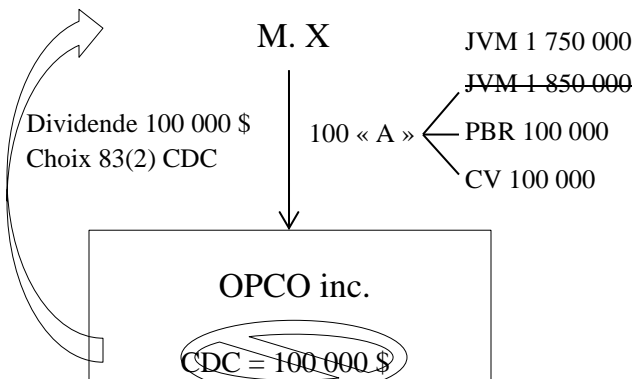 M. X
JVM 1 750 000
JVM 1 850 000
Dividende 100 000 $
Choix 83(2) CDC
100 « A »
PBR 100 000
CV 100 000
OPCO inc.
CDC = 100 000 $